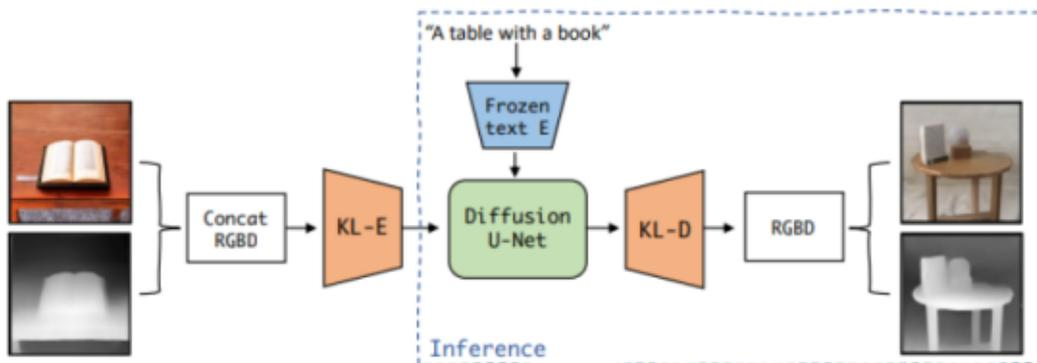 "A table with a book"
Frozen
text E
Concat
RGBD
KL-E
Diffusion
U-Net
KL-D
RGBD
Inference